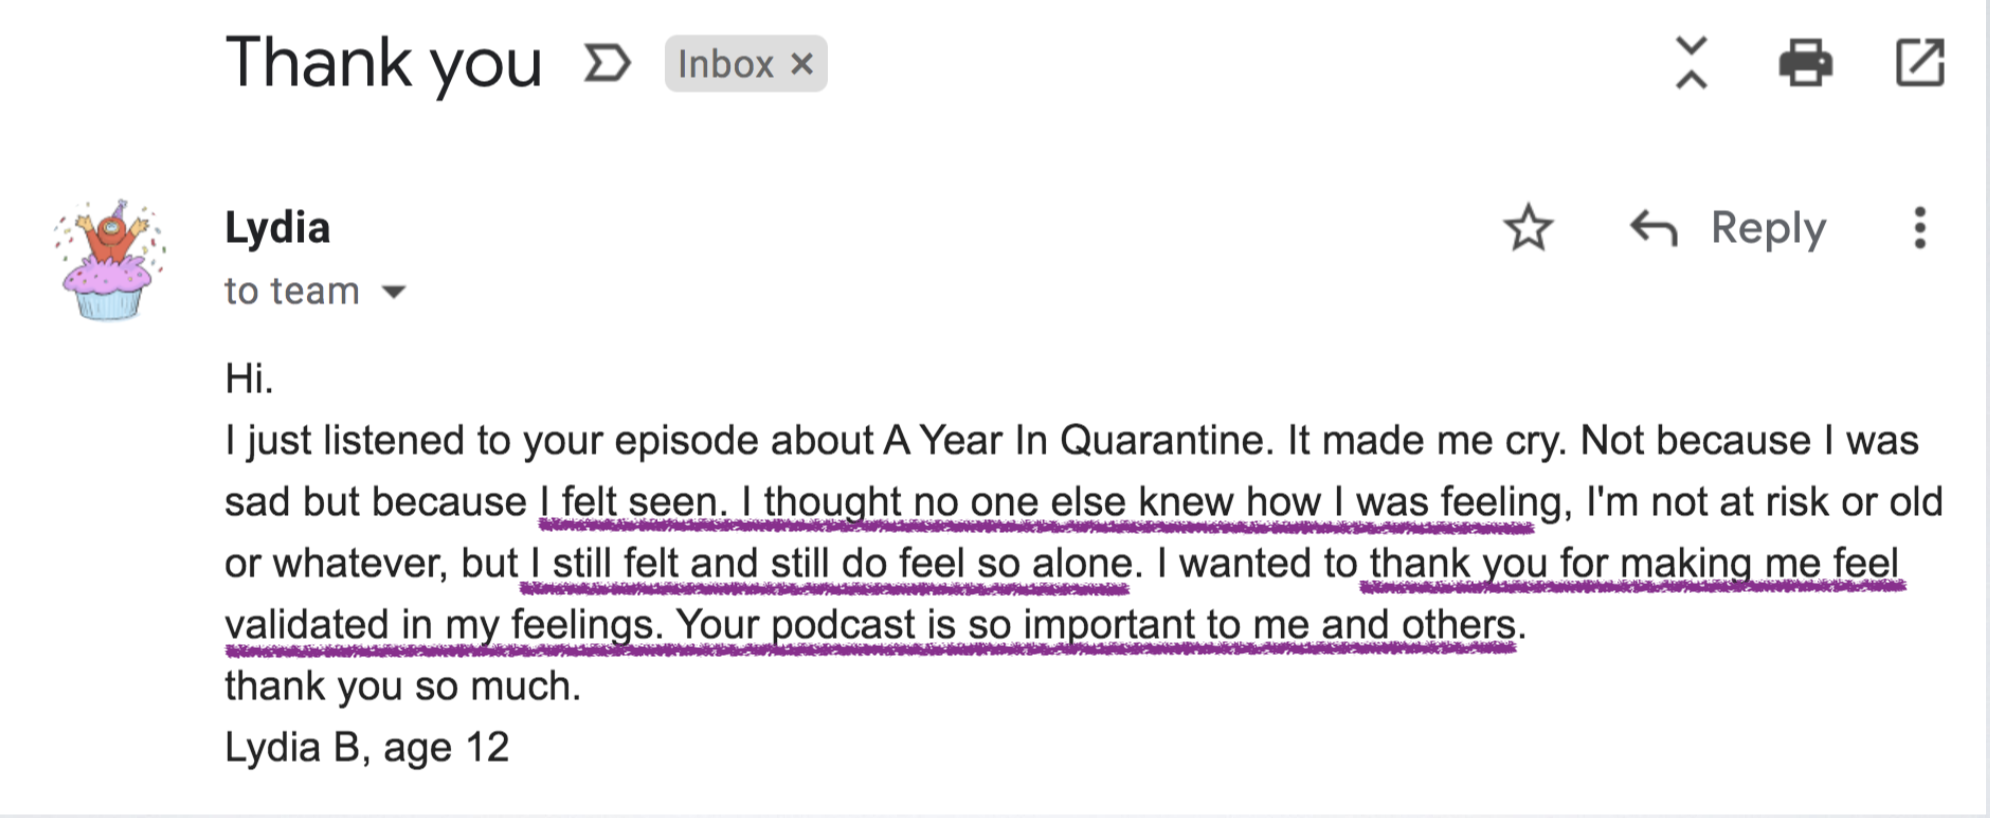 Thank you Inbox ×
Lydia
Reply
to team
Hi.
I just listened to your episode about A Year In Quarantine. It made me cry. Not because I was
sad but because I felt seen. I thought no one else knew how I was feeling, I'm not at risk or old
or whatever, but I still felt and still do feel so alone. I wanted to thank you for making me feel
validated in my feelings. Your podcast is so important to me and others.
thank you so much.
Lydia B, age 12